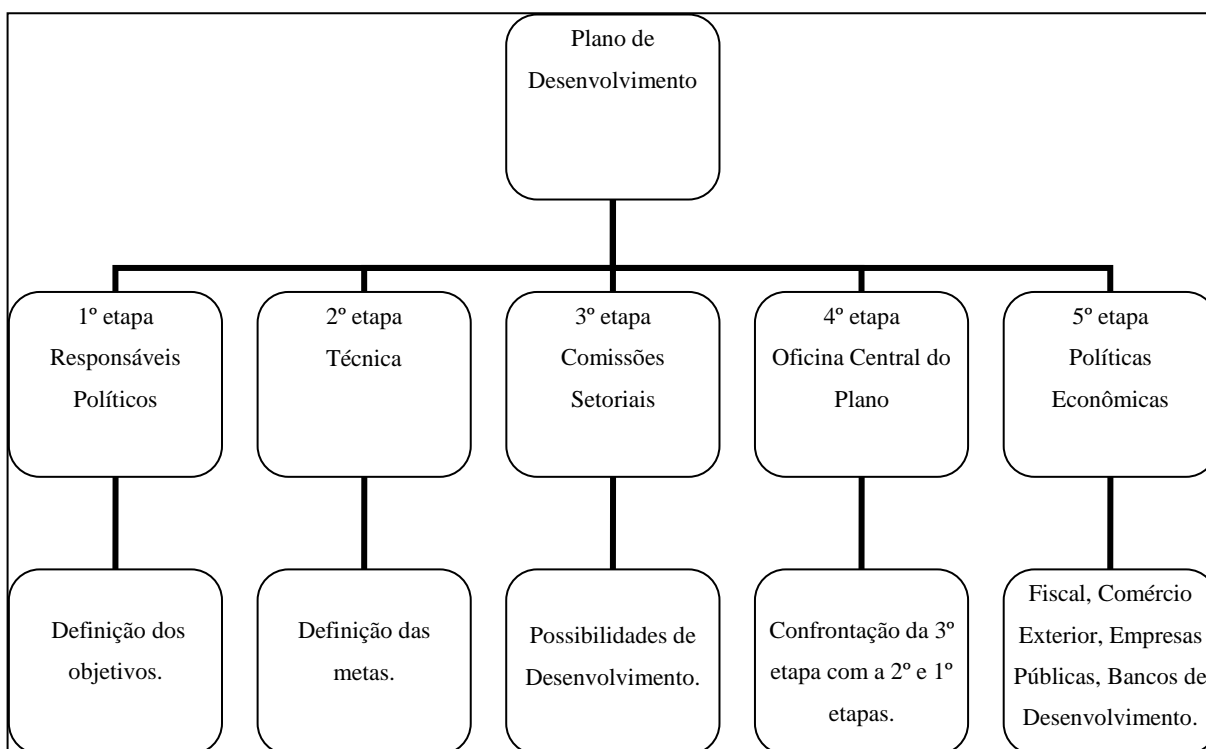 Plano de
Desenvolvimento
1º etapa
Responsáveis
Políticos
2º etapa
Técnica
3º etapa
Comissões
Setoriais
4º etapa
Oficina Central do
Plano
5º etapa
Políticas
Econômicas
Definição dos
objetivos.
Definição das
metas.
Possibilidades de
Desenvolvimento.
Confrontação da 3º
etapa com a 2º e 1º
etapas.
Fiscal, Comércio
Exterior, Empresas
Públicas, Bancos de
Desenvolvimento.